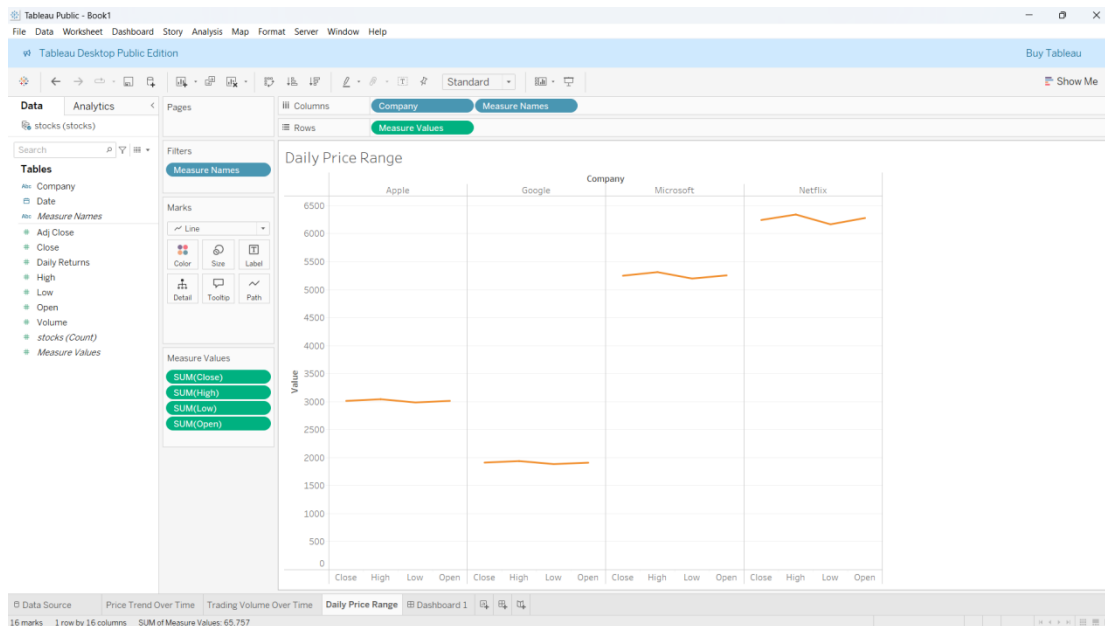 Tableau Public - Book1
File Data Worksheet Dashboard Story Analysis Map Format Server Window Help
Tableau Desktop Public Edition
Buy Tableau
Standard
Show Me
Data Analytics
stocks (stocks)
Search
Tables
Abc Company
Date
Abc Measure Names
# Adj Close
# Close
# Daily Returns
# High
# Low
# Open
# Volume
# stocks (Count)
# Measure Values
Pages
Filters
Measure Names
Marks
Line
Color Size Label
Detail Tooltip Path
Measure Values
SUM(Close)
SUM(High)
SUM(Low)
SUM(Open)
Columns Company Measure Names
Rows Measure Values
Daily Price Range
Company
Apple Google Microsoft Netflix
Value
6500
6000
5500
5000
4500
4000
3500
3000
2500
2000
1500
1000
500
0
Close High Low Open Close High Low Open Close High Low Open Close High Low Open
Data Source Price Trend Over Time Trading Volume Over Time Daily Price Range Dashboard 1
16 marks 1 row by 16 columns SUM of Measure Values: 65,757